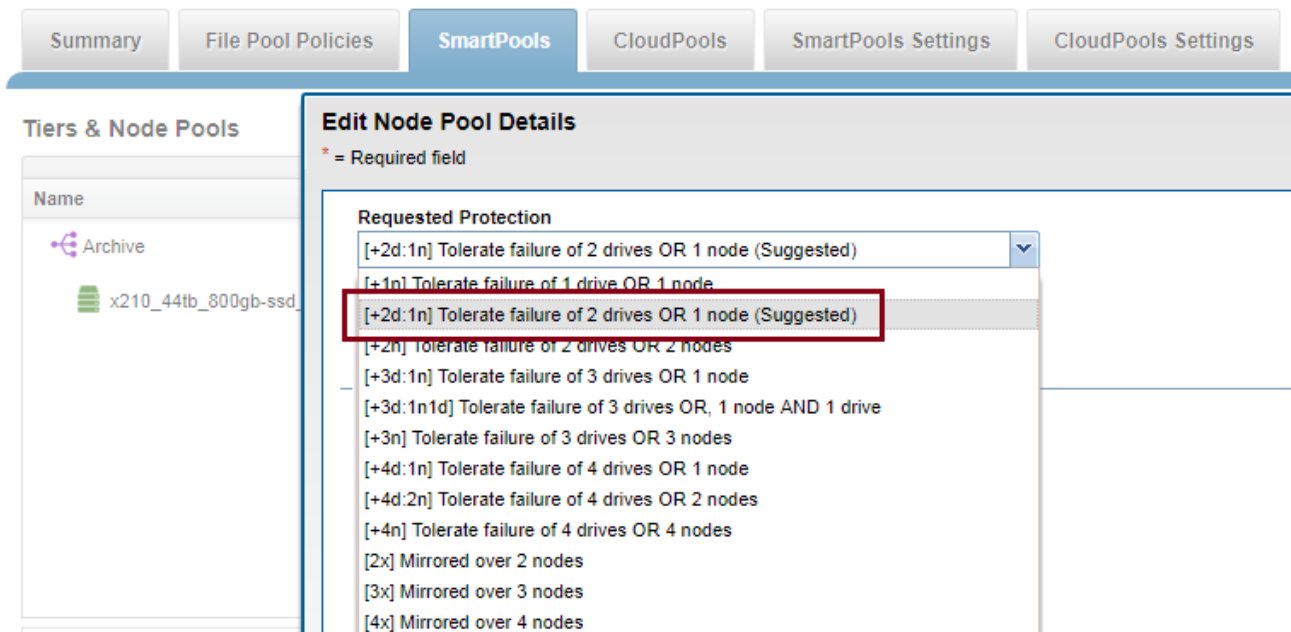 Summary File Pool Policies SmartPools CloudPools SmartPools Settings CloudPools Settings
Tiers & Node Pools
Name
Archive
x210_44tb_800gb-ssd_
Edit Node Pool Details
* = Required field
Requested Protection
[+2d:1n] Tolerate failure of 2 drives OR 1 node (Suggested)
[+1n] Tolerate failure of 1 drive OR 1 node
[+2d:1n] Tolerate failure of 2 drives OR 1 node (Suggested)
[+2n] Tolerate failure of 2 drives OR 2 nodes
[+3d:1n] Tolerate failure of 3 drives OR 1 node
[+3d:1n1d] Tolerate failure of 3 drives OR, 1 node AND 1 drive
[+3n] Tolerate failure of 3 drives OR 3 nodes
[+4d:1n] Tolerate failure of 4 drives OR 1 node
[+4d:2n] Tolerate failure of 4 drives OR 2 nodes
[+4n] Tolerate failure of 4 drives OR 4 nodes
[2x] Mirrored over 2 nodes
[3x] Mirrored over 3 nodes
[4x] Mirrored over 4 nodes